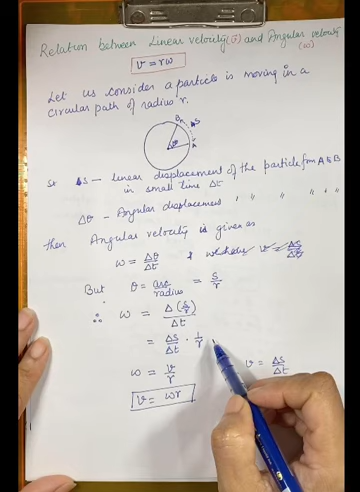 Relation between Linear velocity (v⃗) and Angular velocity (ω)
v = rω
Let us consider a particle is moving in a
circular path of radius r.
B
Δs
Δθ
r
A
Δs — linear displacement of the particle from A to B
in small time Δt
Δθ - Angular displacement " " " " "
then Angular velocity is given as
ω = Δθ/Δt & where v = Δs/Δt
But θ = arc/radius = s/r
∴ ω = Δ(s/r)/Δt
= Δs/Δt · 1/r
ω = v/r v = Δs/Δt
v = ωr